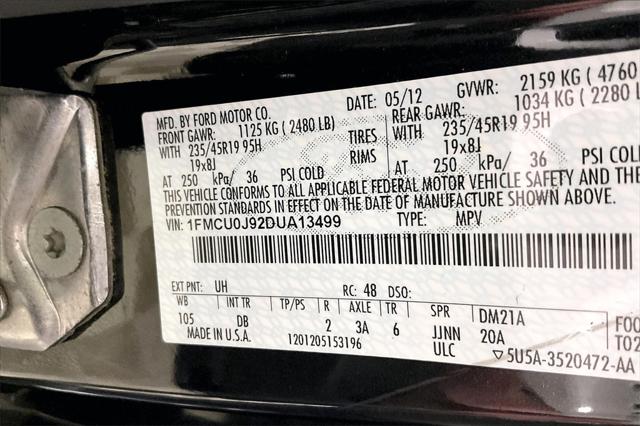 MFD. BY FORD MOTOR CO. DATE: 05/12 GVWR: 2159 KG ( 4760
FRONT GAWR: 1125 KG ( 2480 LB) REAR GAWR: 1034 KG ( 2280 L
WITH 235/45R19 95H TIRES WITH 235/45R19 95H
19x8J RIMS 19x8J
AT 250 kPa/ 36 PSI COLD AT 250 kPa/ 36 PSI COL
THIS VEHICLE CONFORMS TO ALL APPLICABLE FEDERAL MOTOR VEHICLE SAFETY AND THE
PREVENTION STANDARDS IN EFFECT ON THE DATE OF MANUFACTURE SHOWN ABOVE.
VIN: 1FMCU0J92DUA13499 TYPE: MPV
EXT PNT: UH RC: 48 DSO:
WB INT TR TP/PS R AXLE TR SPR DM21A FO
105 DB 2 3A 6 JJNN 20A TO2
MADE IN U.S.A. 1201205153196 ULC ▽5U5A-3520472-AA